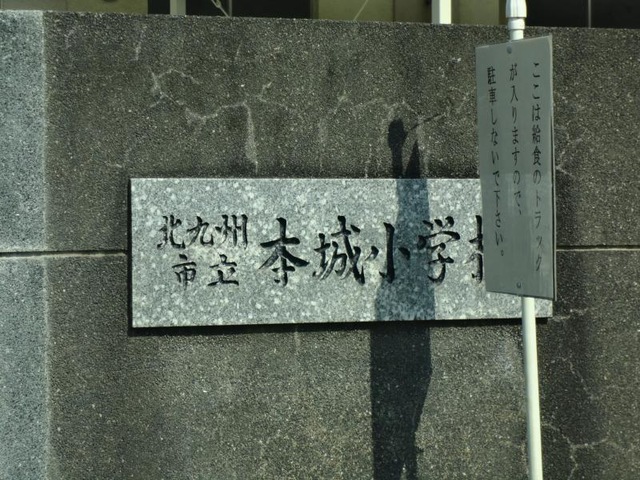 北九州
市立
本城小学校
ここは給食のトラック
が入りますので、
駐車しないで下さい。